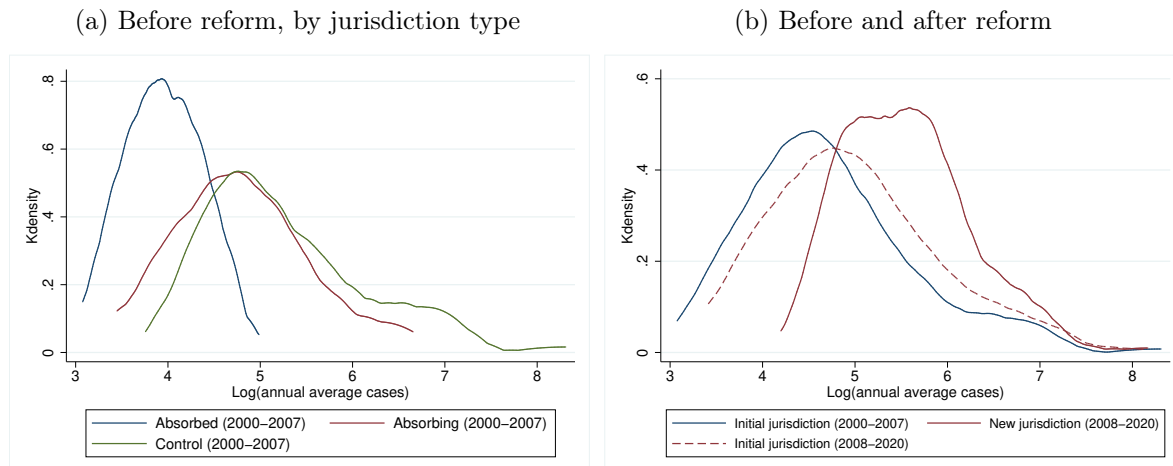 (a) Before reform, by jurisdiction type
Kdensity
0 .2 .4 .6 .8
3 4 5 6 7 8
Log(annual average cases)
Absorbed (2000−2007) Absorbing (2000−2007)
Control (2000−2007)
(b) Before and after reform
Kdensity
0 .2 .4 .6
3 4 5 6 7 8
Log(annual average cases)
Initial jurisdiction (2000−2007) New jurisdiction (2008−2020)
Initial jurisdiction (2008−2020)